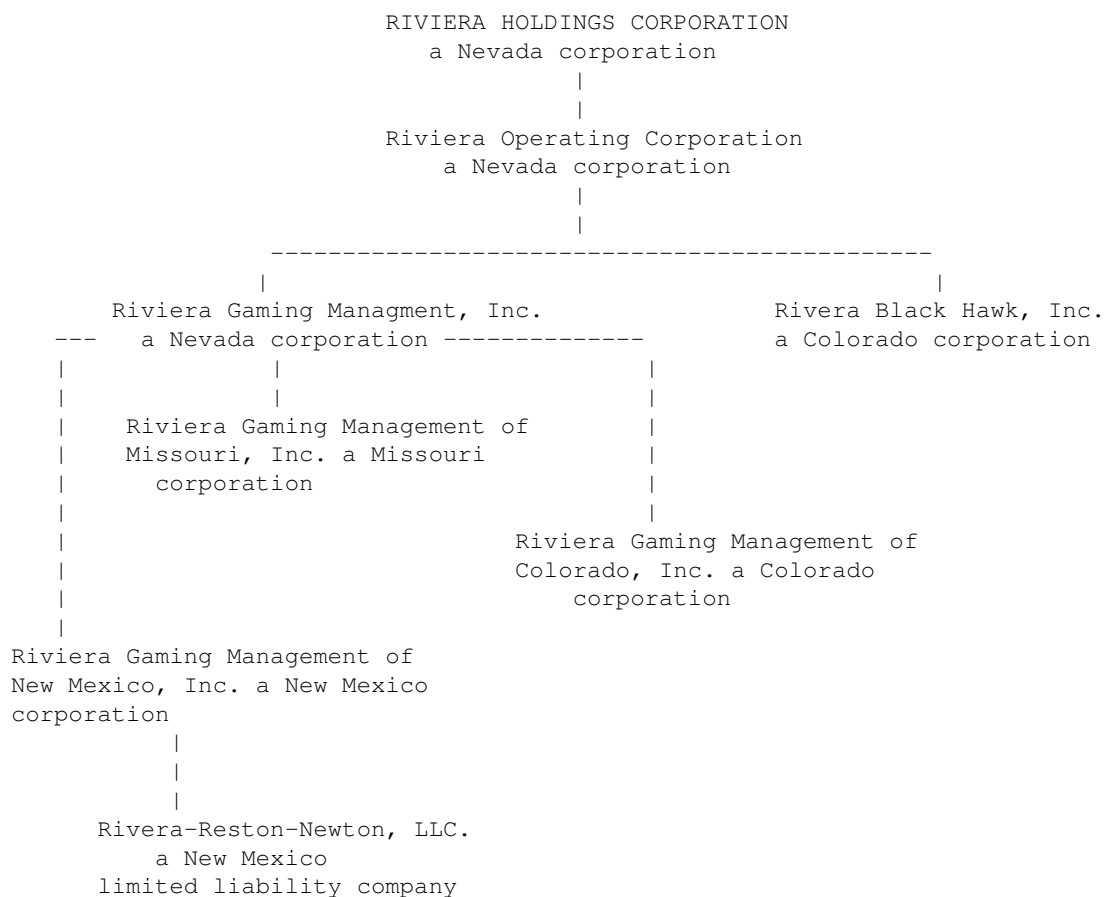 RIVIERA HOLDINGS CORPORATION
a Nevada corporation
Riviera Operating Corporation
a Nevada corporation
Riviera Gaming Managment, Inc.
a Nevada corporation
Rivera Black Hawk, Inc.
a Colorado corporation
Riviera Gaming Management of
Missouri, Inc. a Missouri
corporation
Riviera Gaming Management of
Colorado, Inc. a Colorado
corporation
Riviera Gaming Management of
New Mexico, Inc. a New Mexico
corporation
Rivera-Reston-Newton, LLC.
a New Mexico
limited liability company